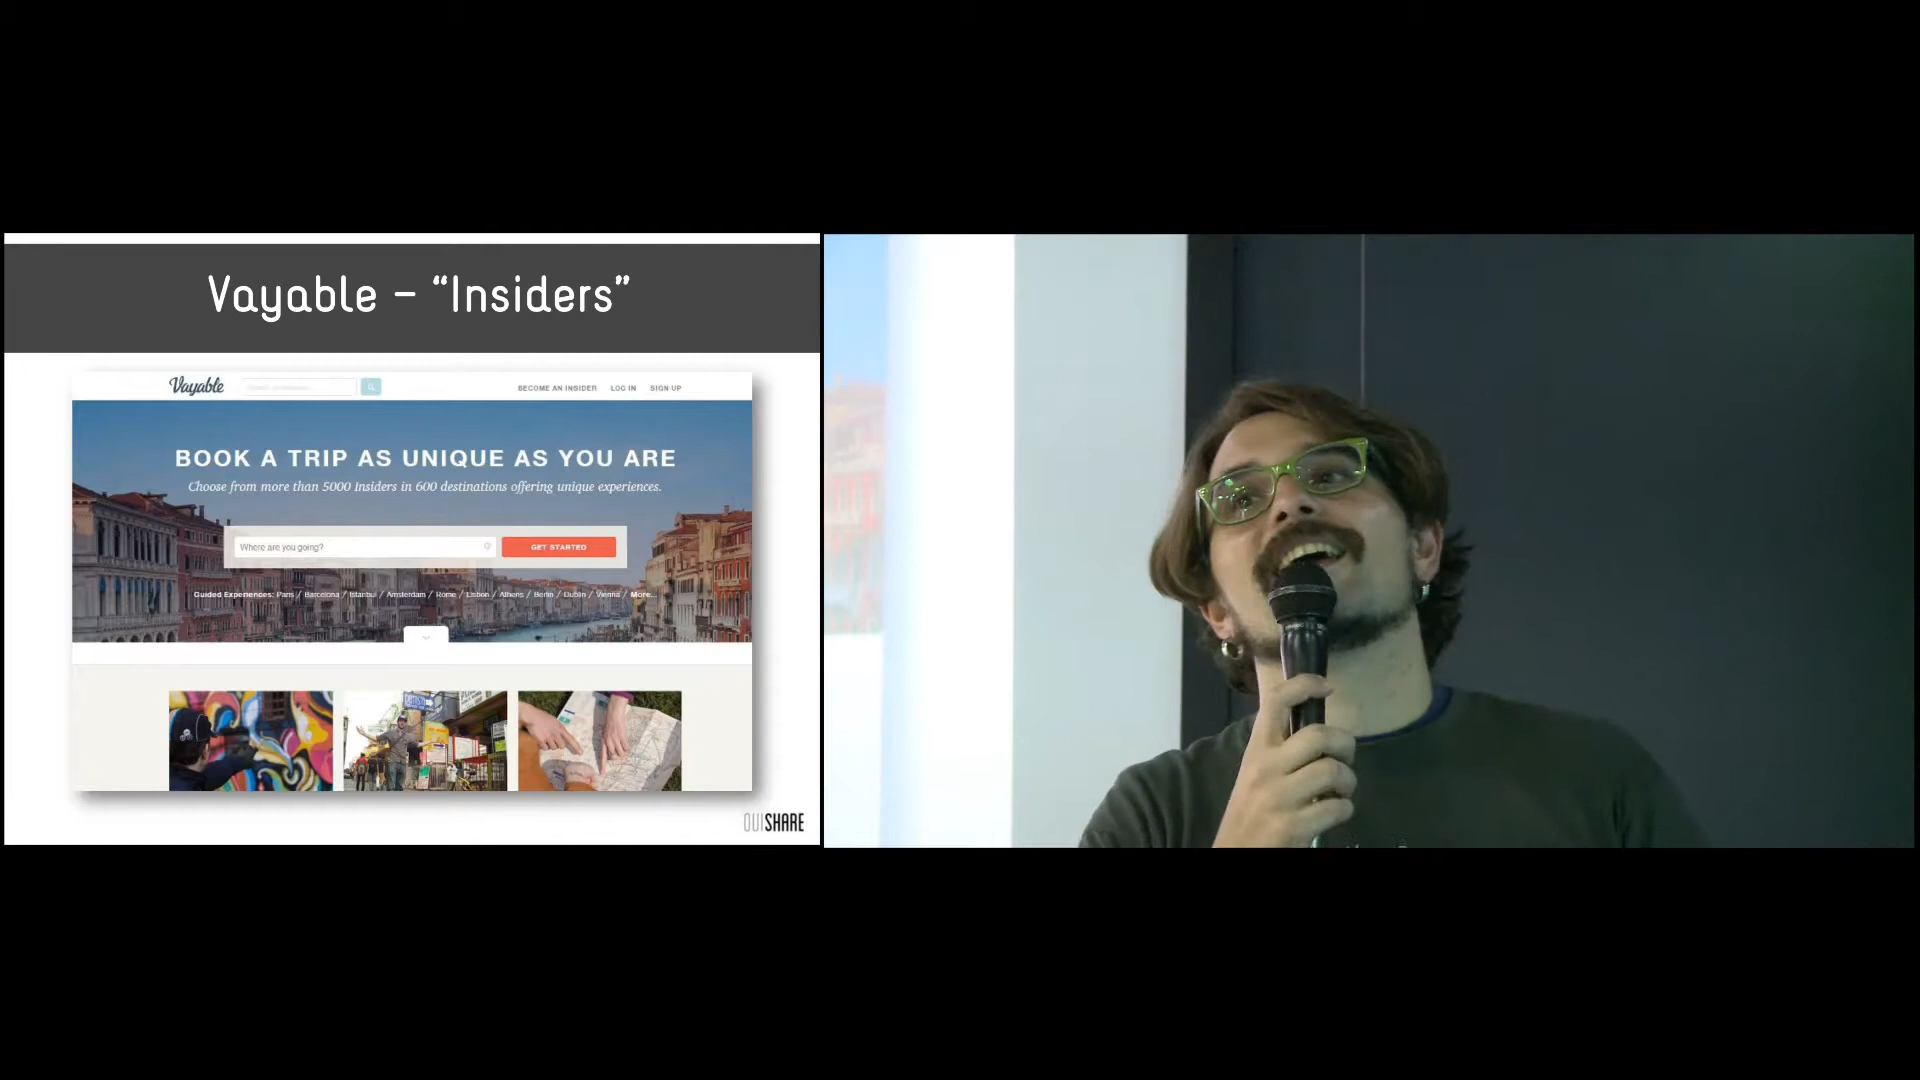 Vayable – “Insiders”
Vayable
BECOME AN INSIDER LOG IN SIGN UP
BOOK A TRIP AS UNIQUE AS YOU ARE
Choose from more than 5000 Insiders in 600 destinations offering unique experiences.
Where are you going? GET STARTED
Guided Experiences: Paris / Barcelona / Istanbul / Amsterdam / Rome / Lisbon / Athens / Berlin / Dublin / Vienna / More...
OUISHARE